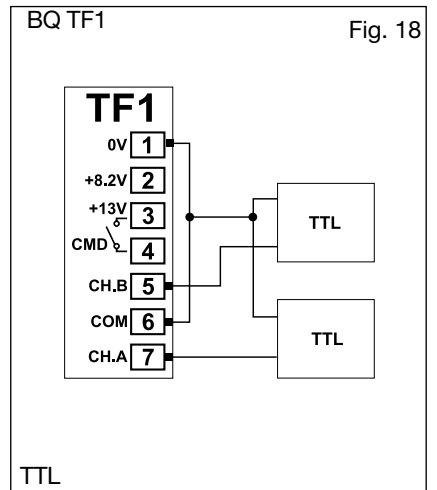 BQ TF1
Fig. 18
TF1
0V 1
+8.2V 2
+13V 3
CMD 4
CH.B 5
COM 6
CH.A 7
TTL
TTL
TTL